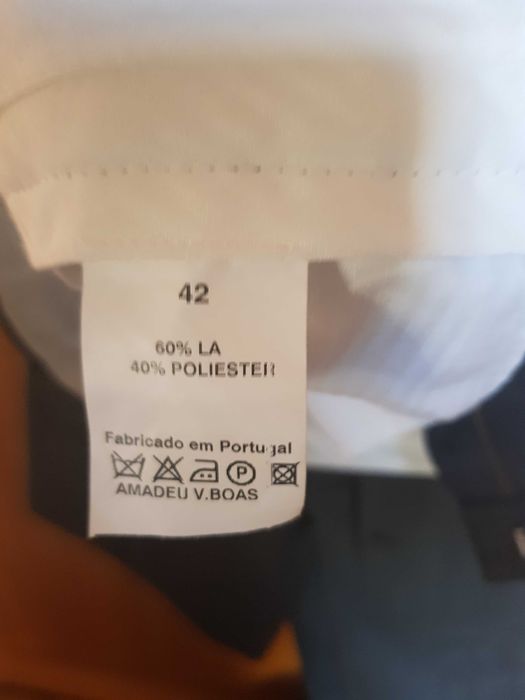 42
60% LA
40% POLIESTER
Fabricado em Portugal
P
AMADEU V.BOAS